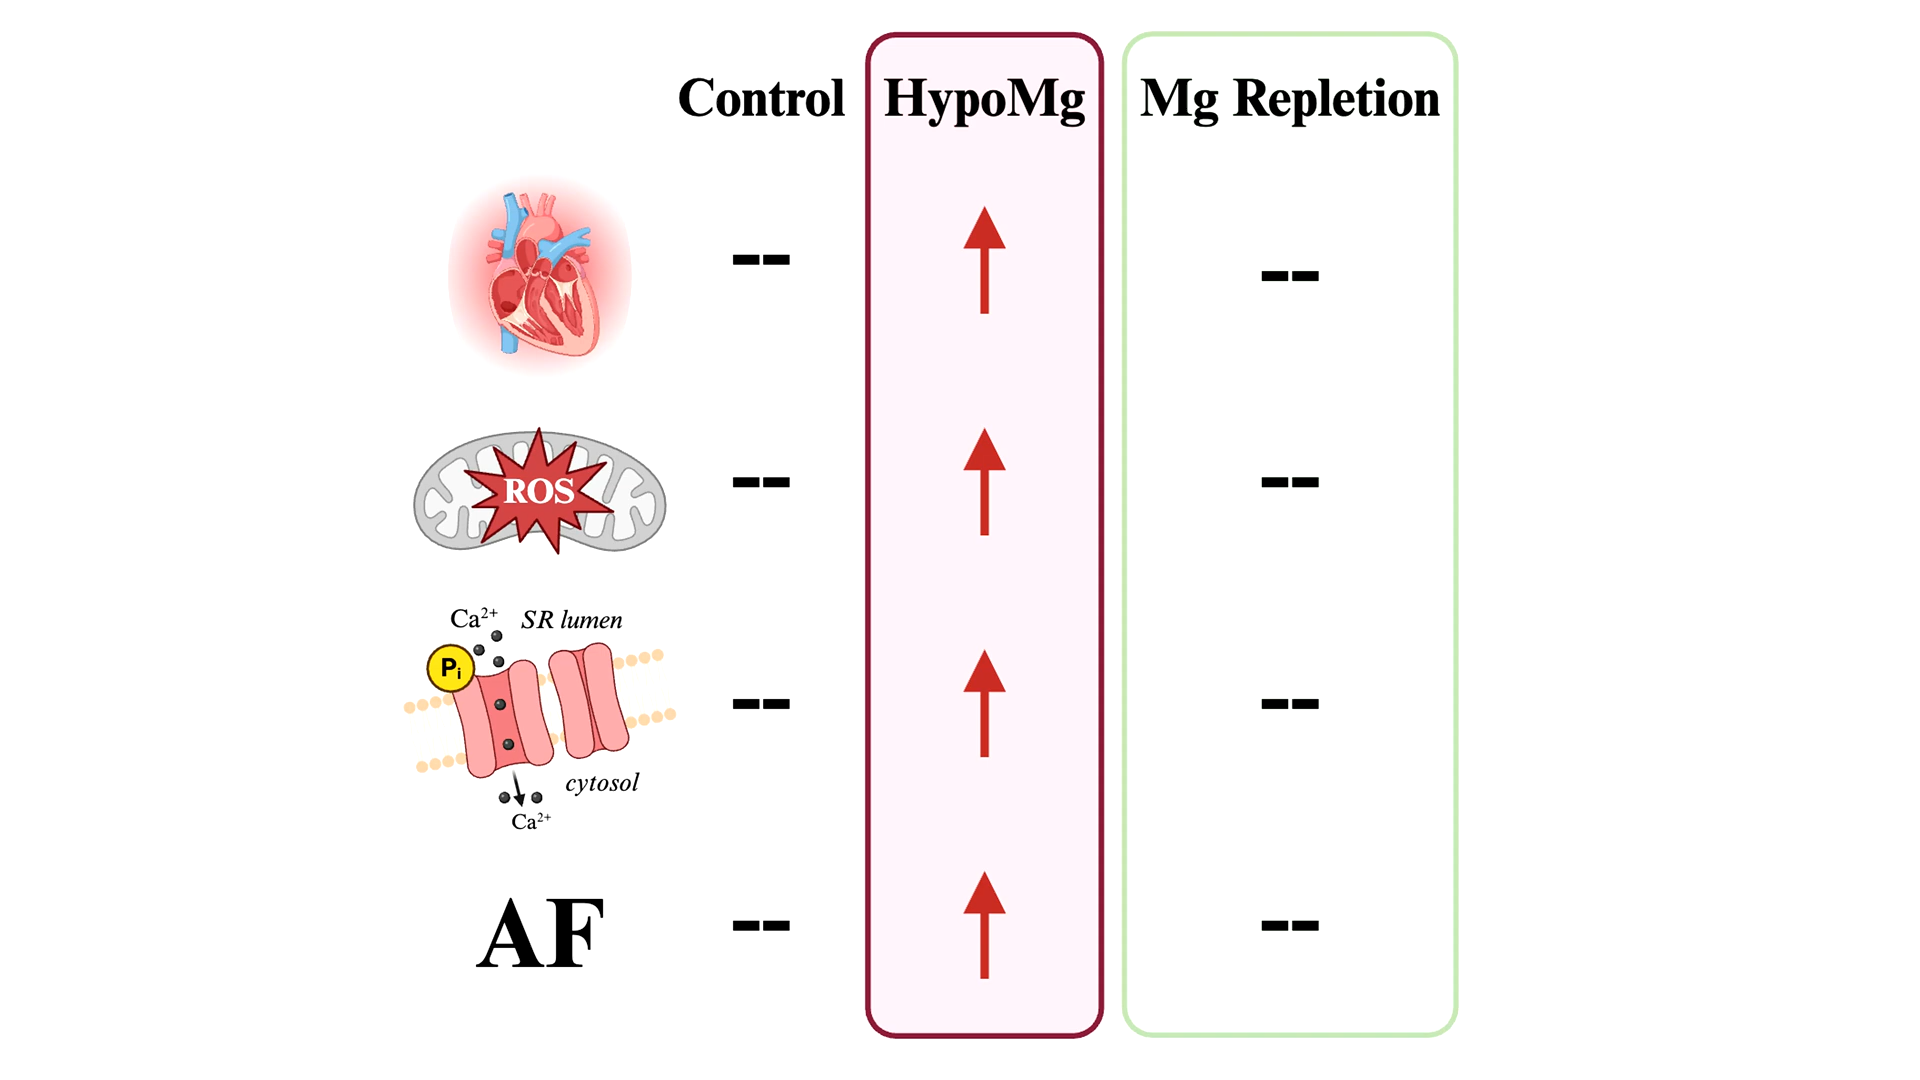 Control HypoMg Mg Repletion
-- --
ROS
-- --
Ca²⁺ SR lumen
Pᵢ
-- --
cytosol
Ca²⁺
AF -- --